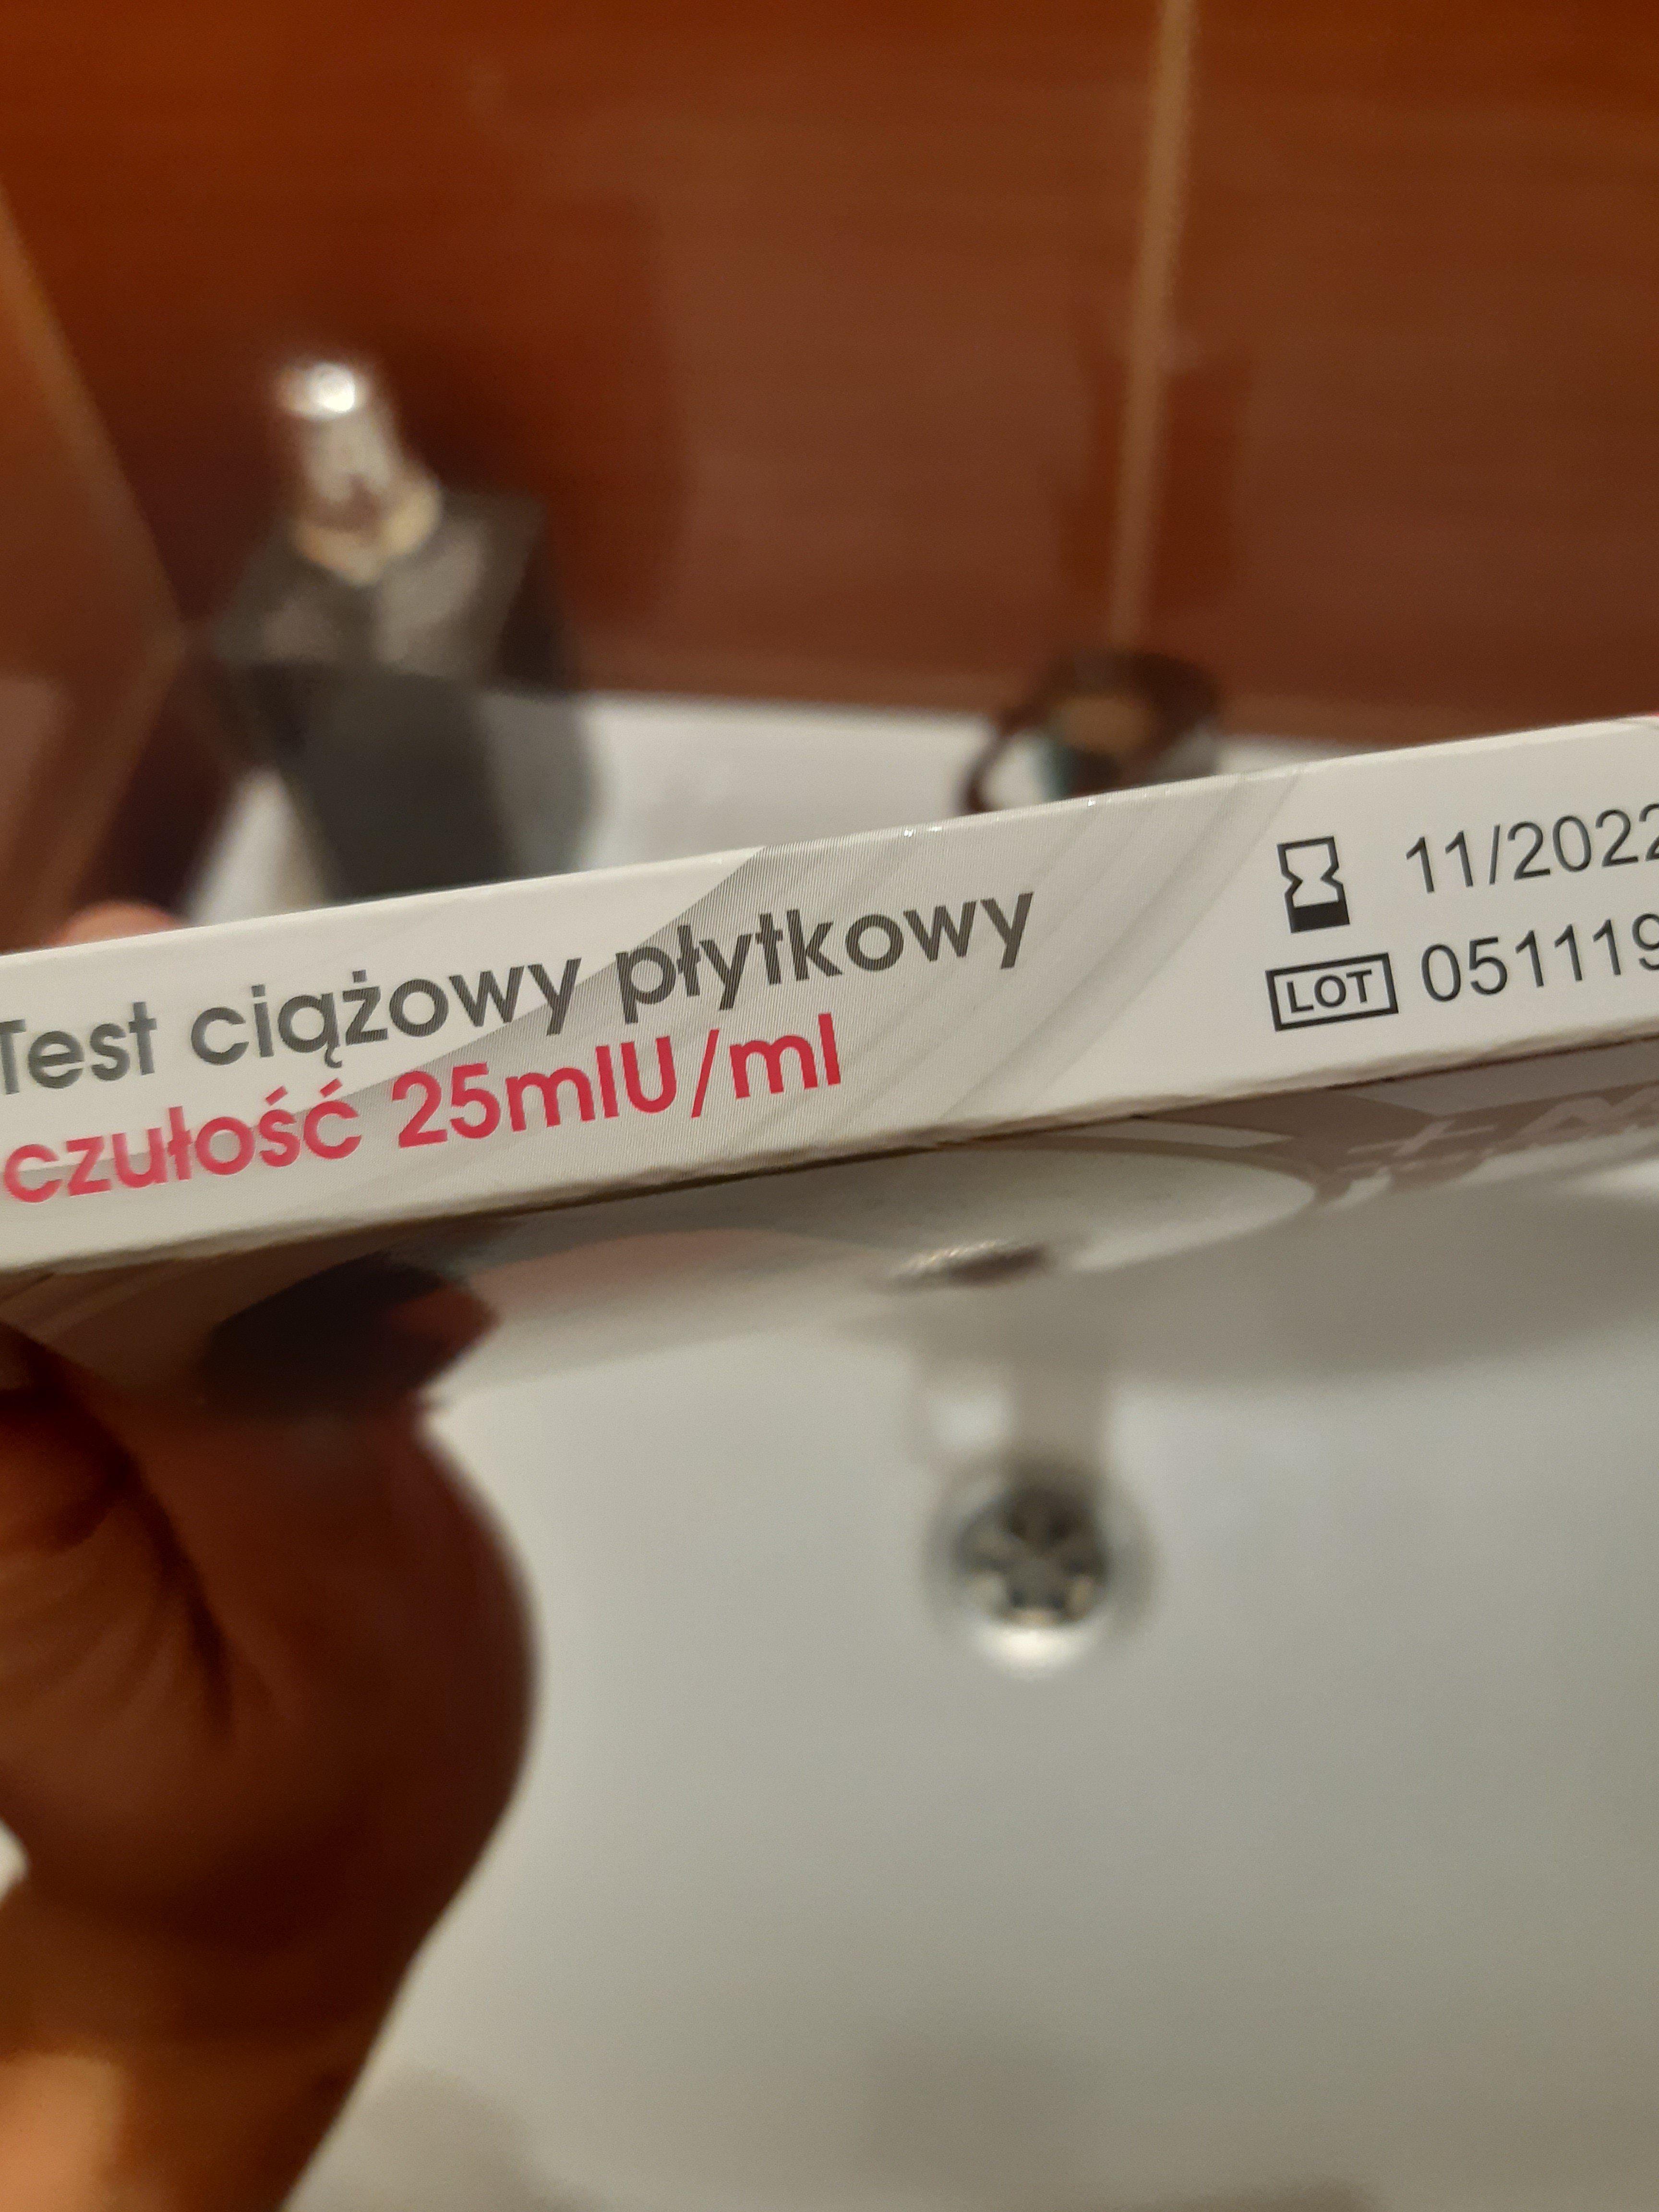 Test ciążowy płytkowy
czułość 25mIU/ml
11/2022
LOT 051119